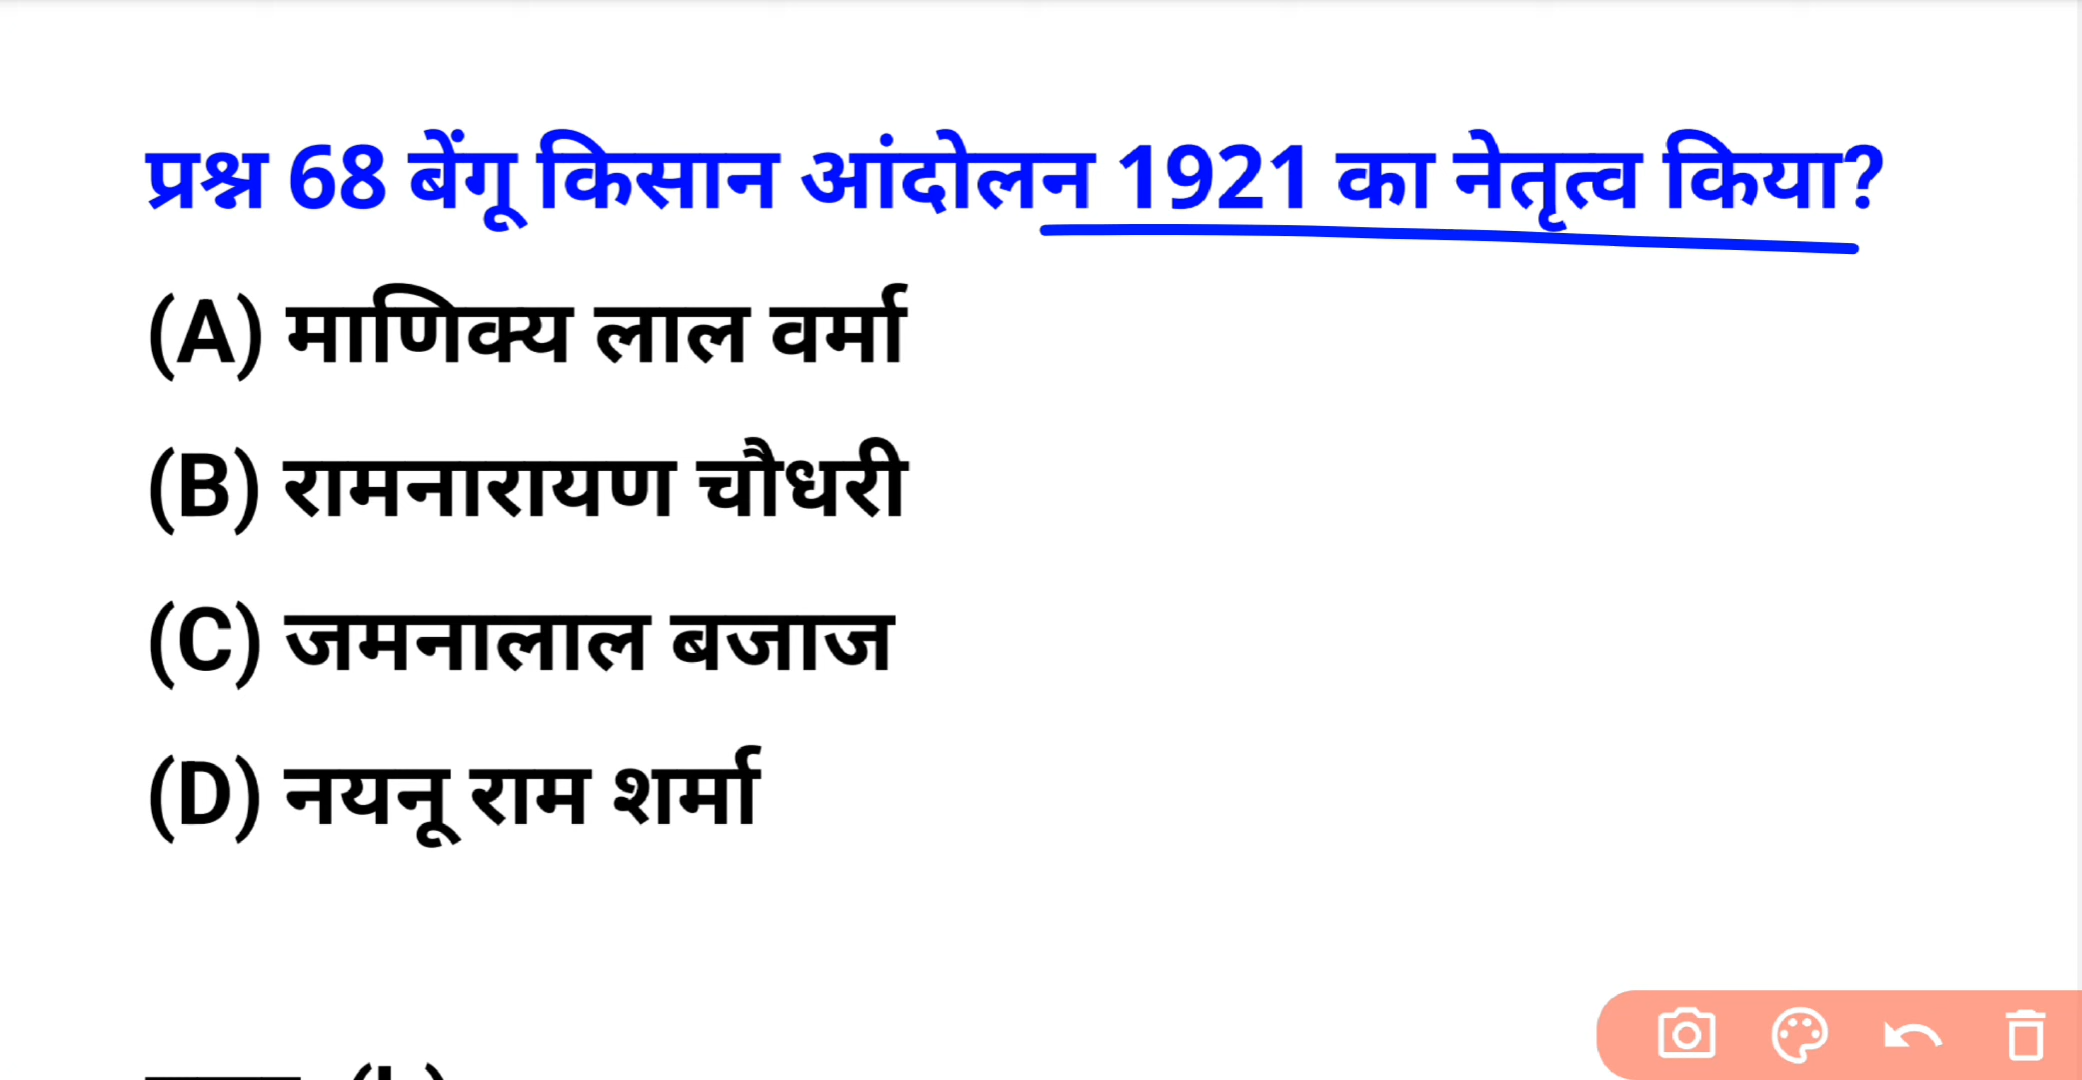 प्रश्न 68 बेंगू किसान आंदोलन 1921 का नेतृत्व किया?
(A) माणिक्य लाल वर्मा
(B) रामनारायण चौधरी
(C) जमनालाल बजाज
(D) नयनू राम शर्मा